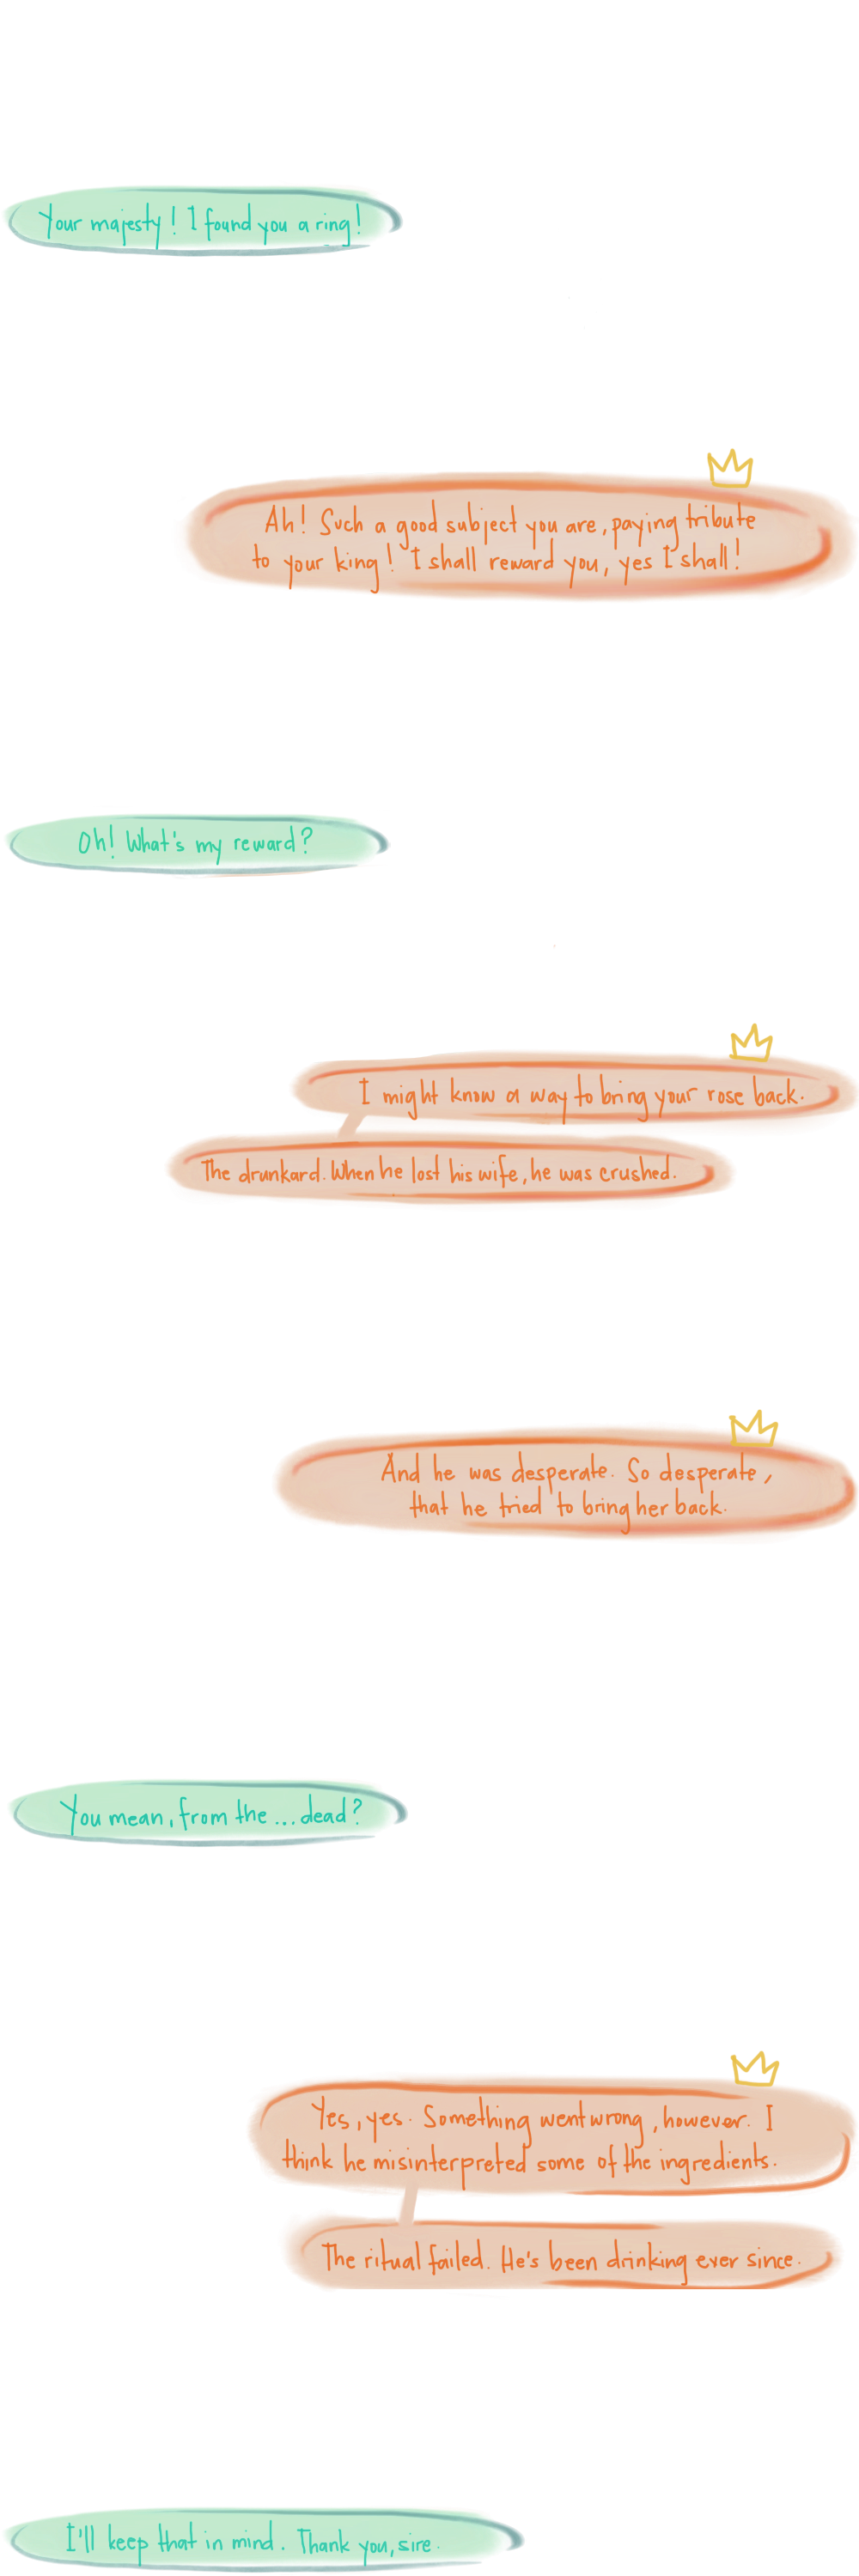 Your majesty! I found you a ring!
Ah! Such a good subject you are, paying tribute
to your king! I shall reward you, yes I shall!
Oh! What's my reward?
I might know a way to bring your rose back.
The drunkard. When he lost his wife, he was crushed.
And he was desperate. So desperate,
that he tried to bring her back.
You mean, from the ... dead?
Yes, yes. Something went wrong, however. I
think he misinterpreted some of the ingredients.
The ritual failed. He's been drinking ever since.
I'll keep that in mind. Thank you, sire.